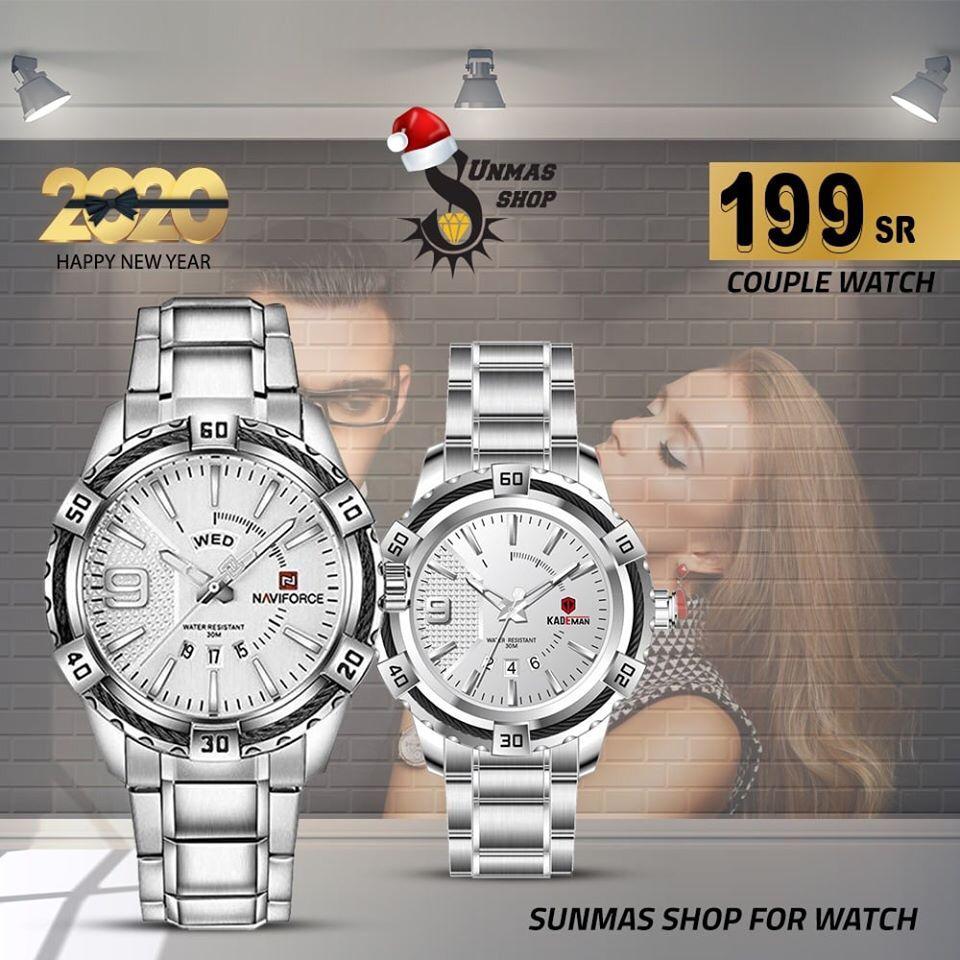 2020
HAPPY NEW YEAR
SUNMAS
SHOP
199 SR
COUPLE WATCH
60
10
20
30
40
50
WED
9
NAVIFORCE
WATER RESISTANT
30M
19 17 15
60
10
20
30
40
50
9
KADEMAN
WATER RESISTANT
30M
2 4 6
SUNMAS SHOP FOR WATCH